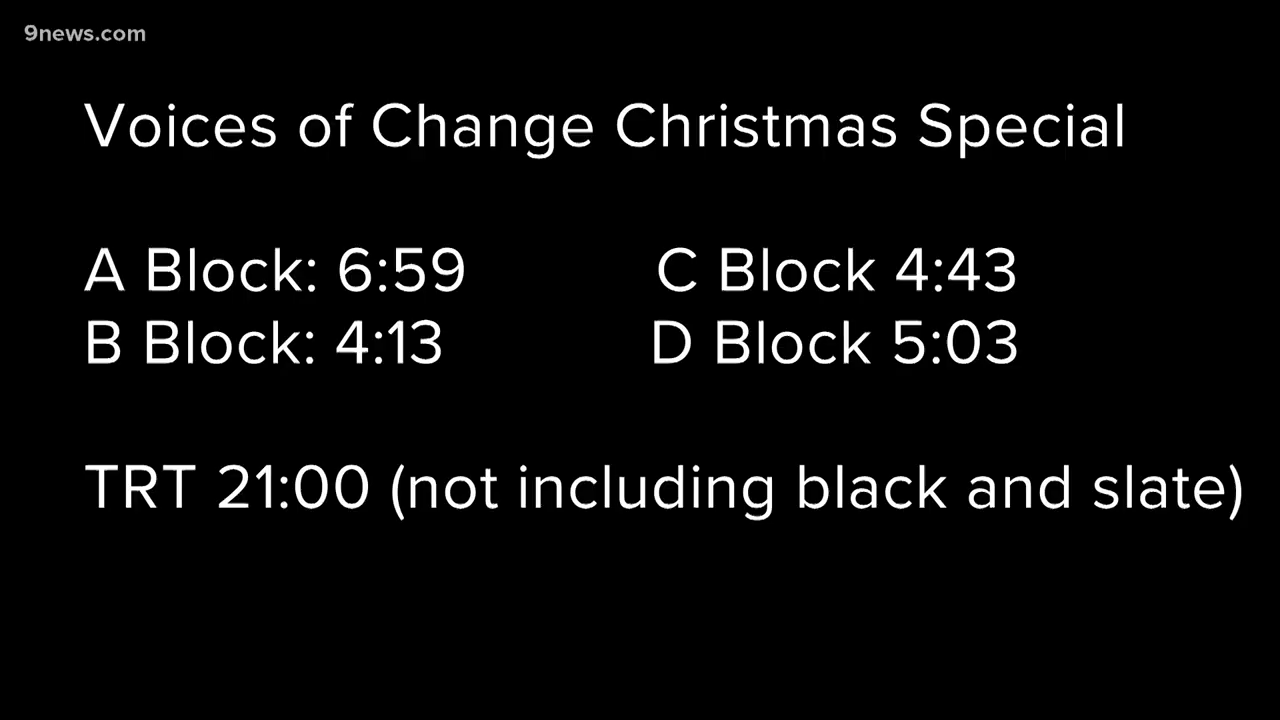 9news.com
Voices of Change Christmas Special
A Block: 6:59 C Block 4:43
B Block: 4:13 D Block 5:03
TRT 21:00 (not including black and slate)